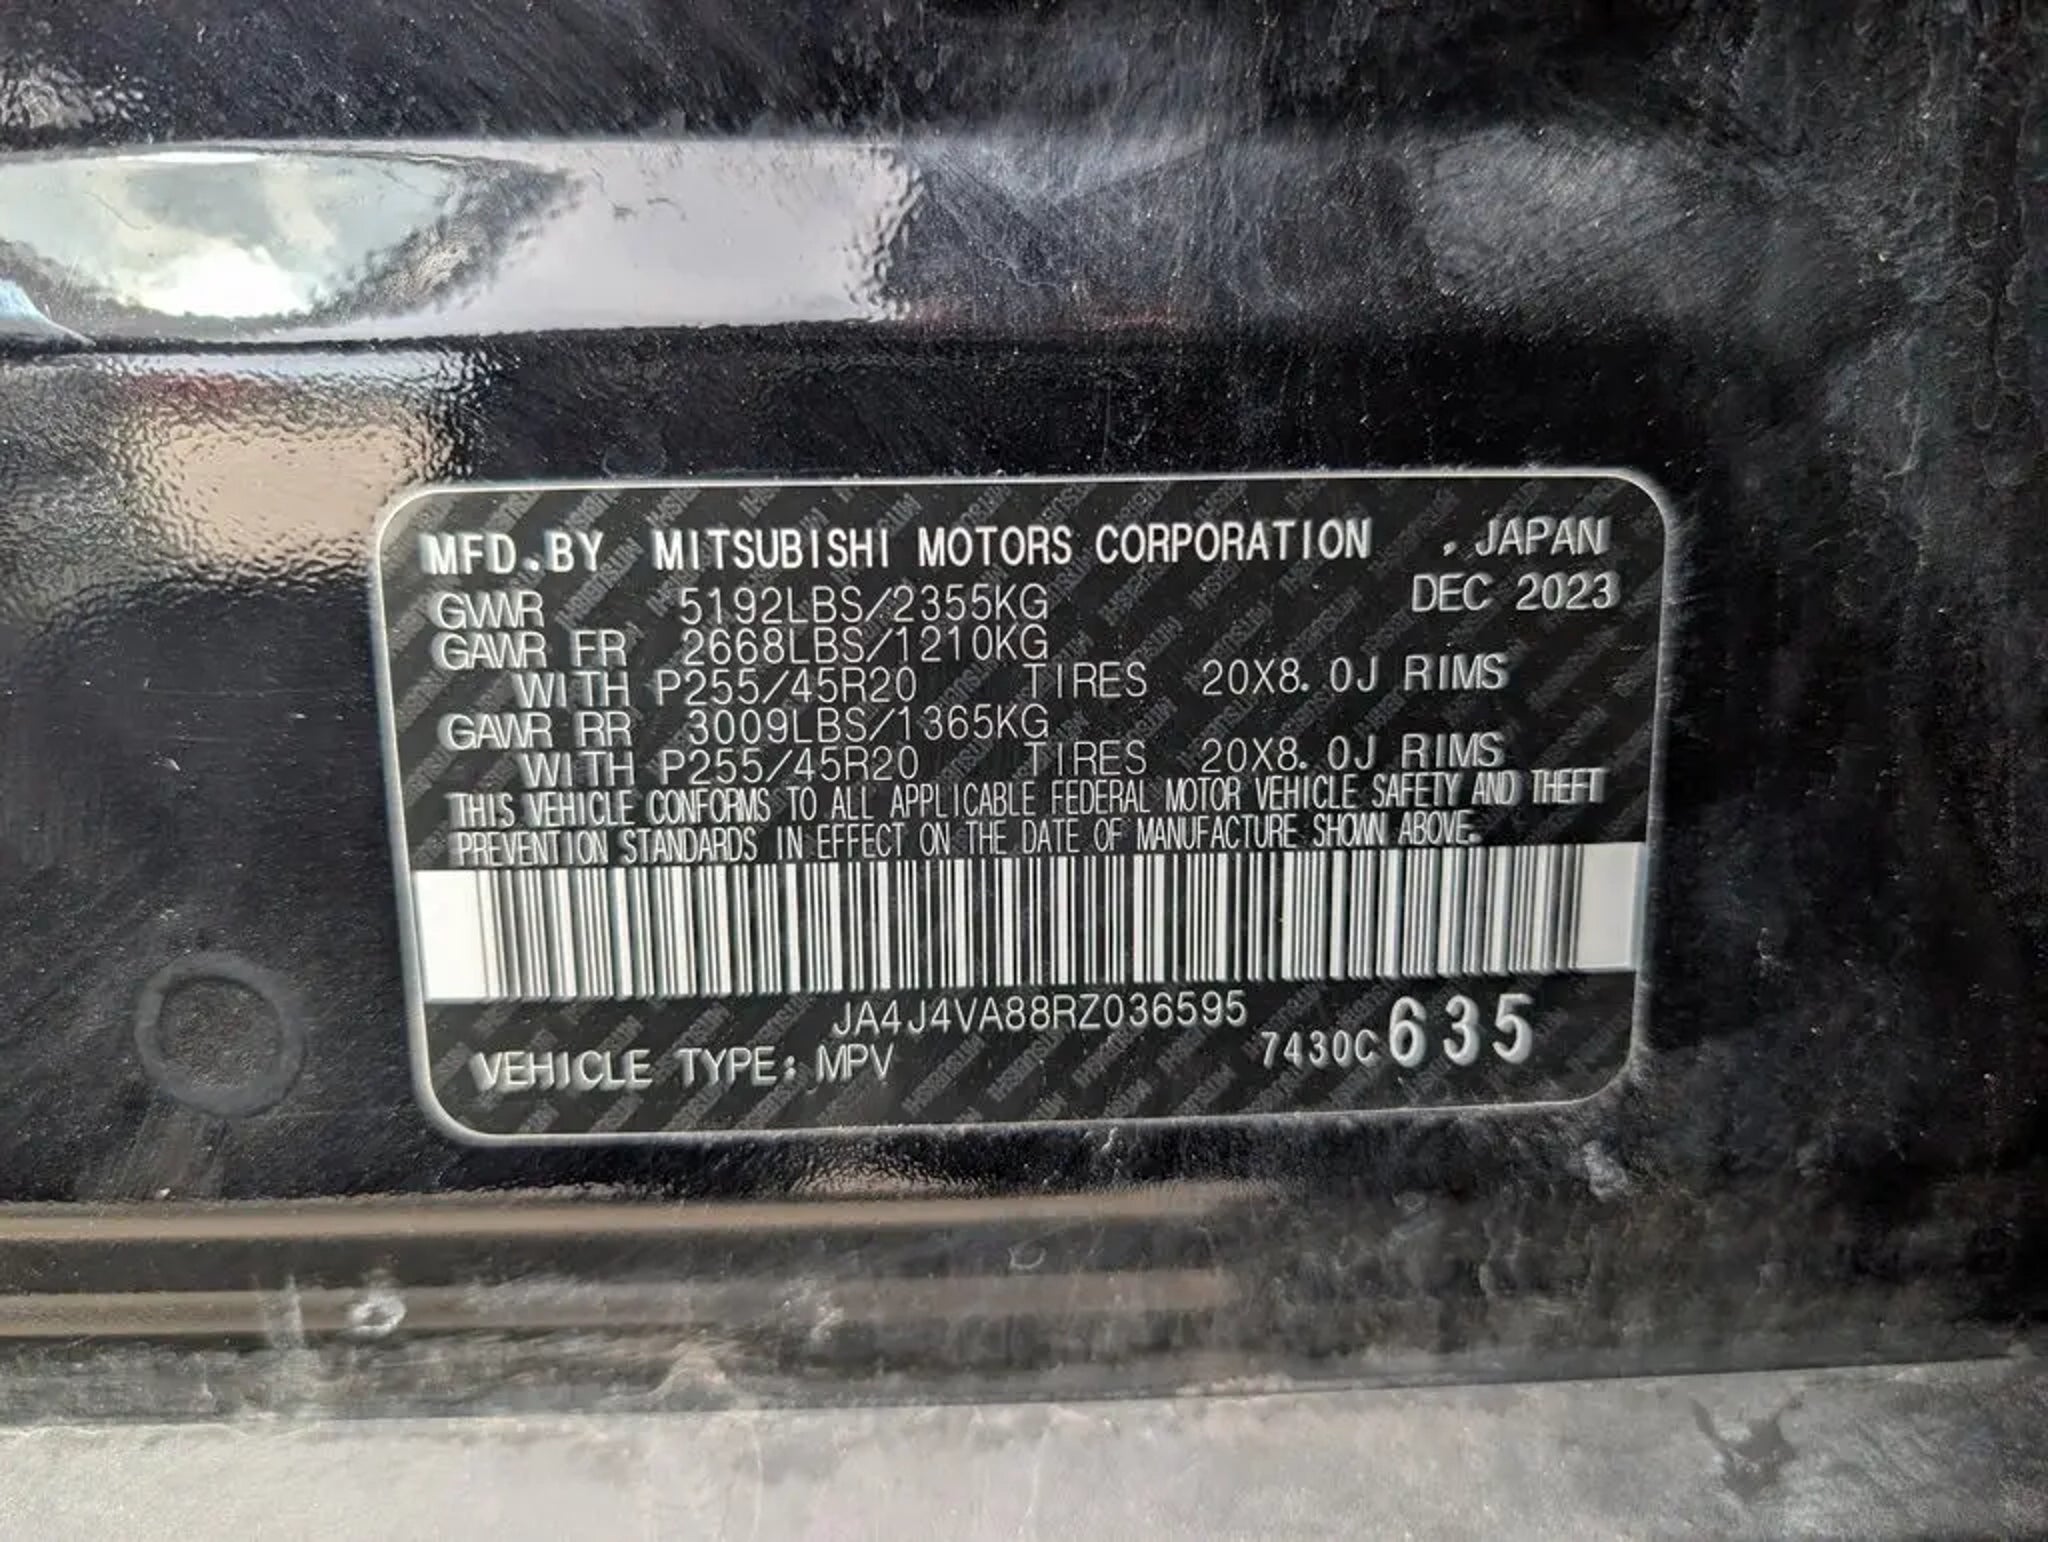 MFD.BY MITSUBISHI MOTORS CORPORATION , JAPAN
GVWR 5192LBS/2355KG DEC 2023
GAWR FR 2668LBS/1210KG
WITH P255/45R20 TIRES 20X8.0J RIMS
GAWR RR 3009LBS/1365KG
WITH P255/45R20 TIRES 20X8.0J RIMS
THIS VEHICLE CONFORMS TO ALL APPLICABLE FEDERAL MOTOR VEHICLE SAFETY AND THEFT
PREVENTION STANDARDS IN EFFECT ON THE DATE OF MANUFACTURE SHOWN ABOVE.
JA4J4VA88RZ036595
VEHICLE TYPE: MPV 7430C 635